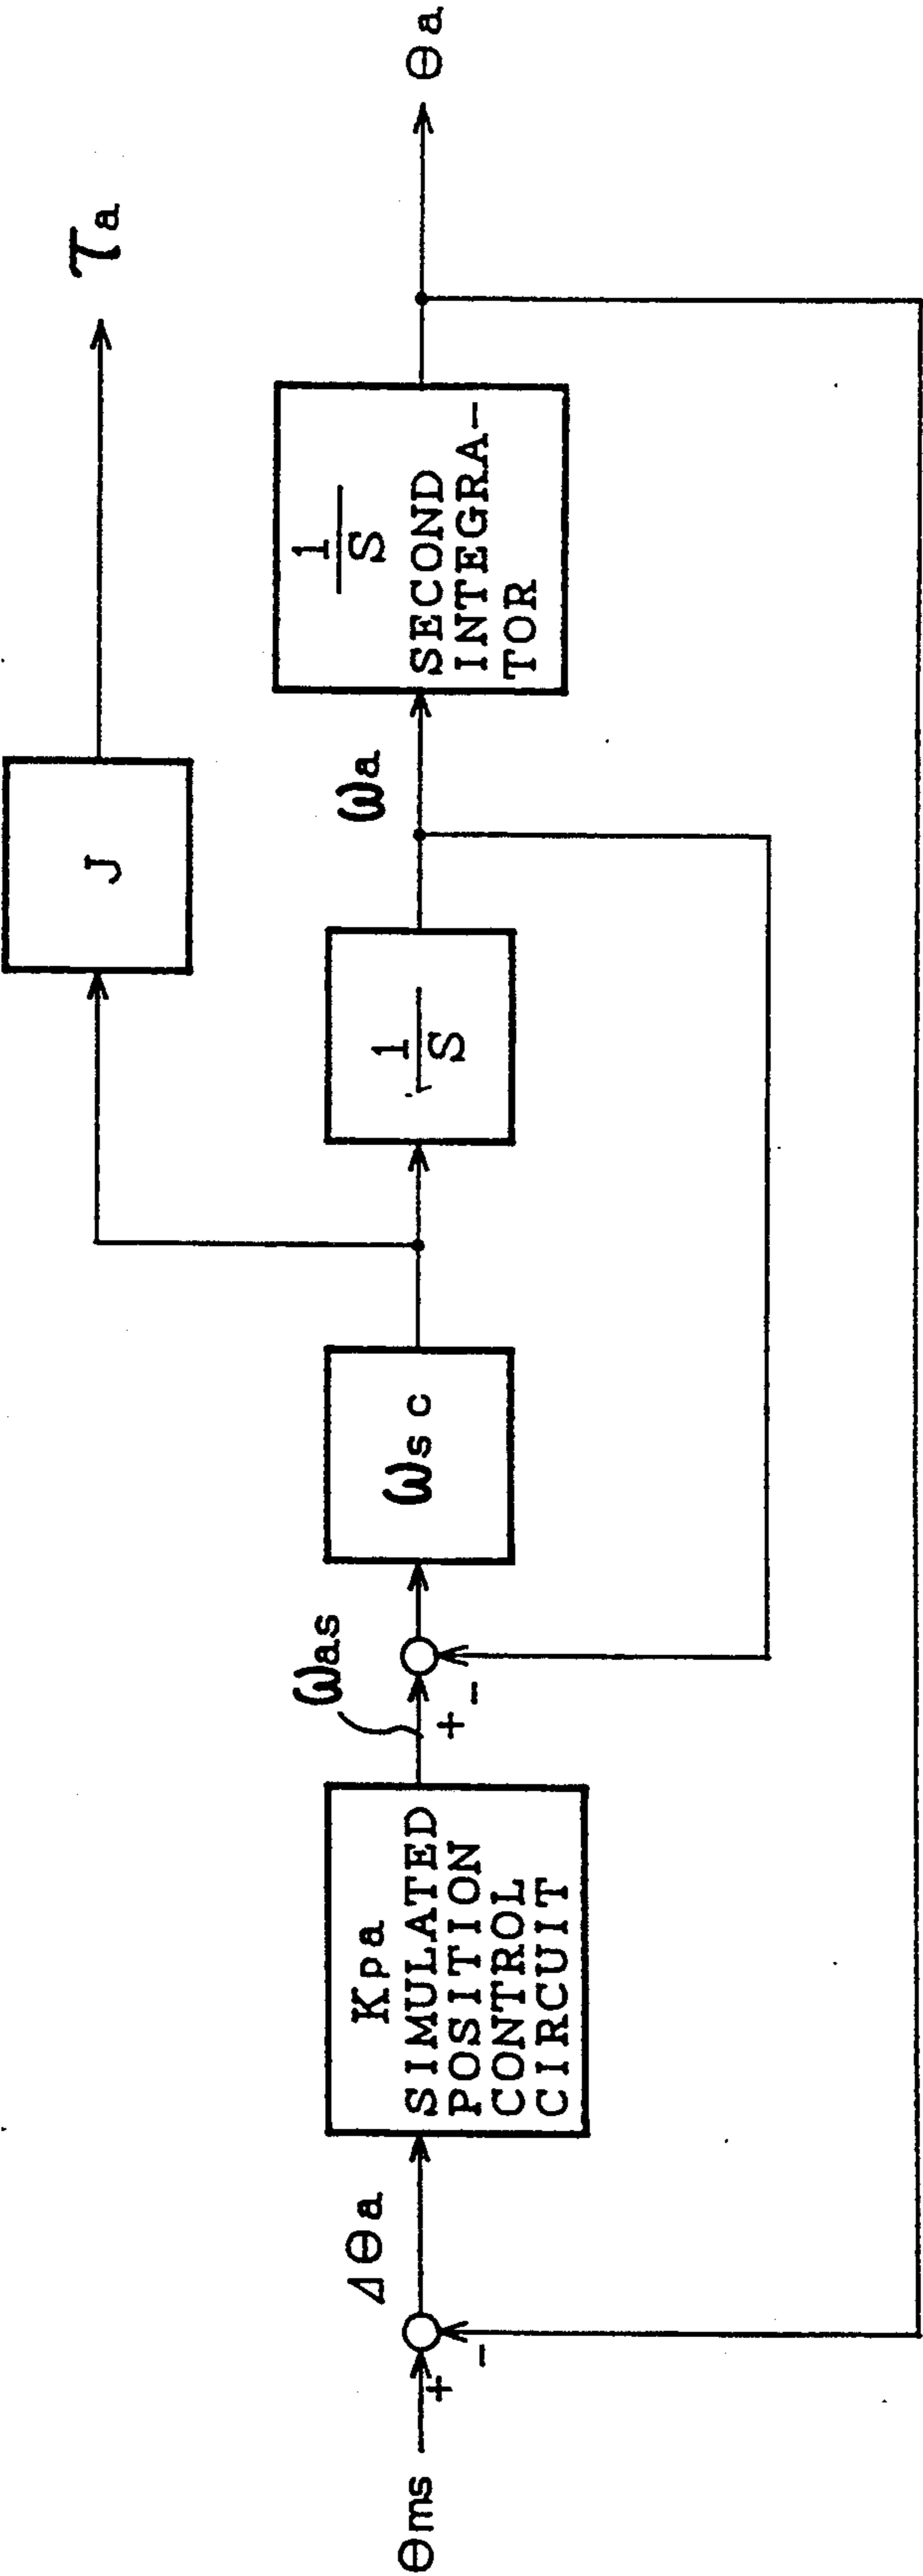 τa
J
Θms
+
-
ΔΘa
Kpa
SIMULATED
POSITION
CONTROL
CIRCUIT
ωas
+
-
ωsc
1
S
ωa
1
S
SECOND
INTEGRA-
TOR
Θa